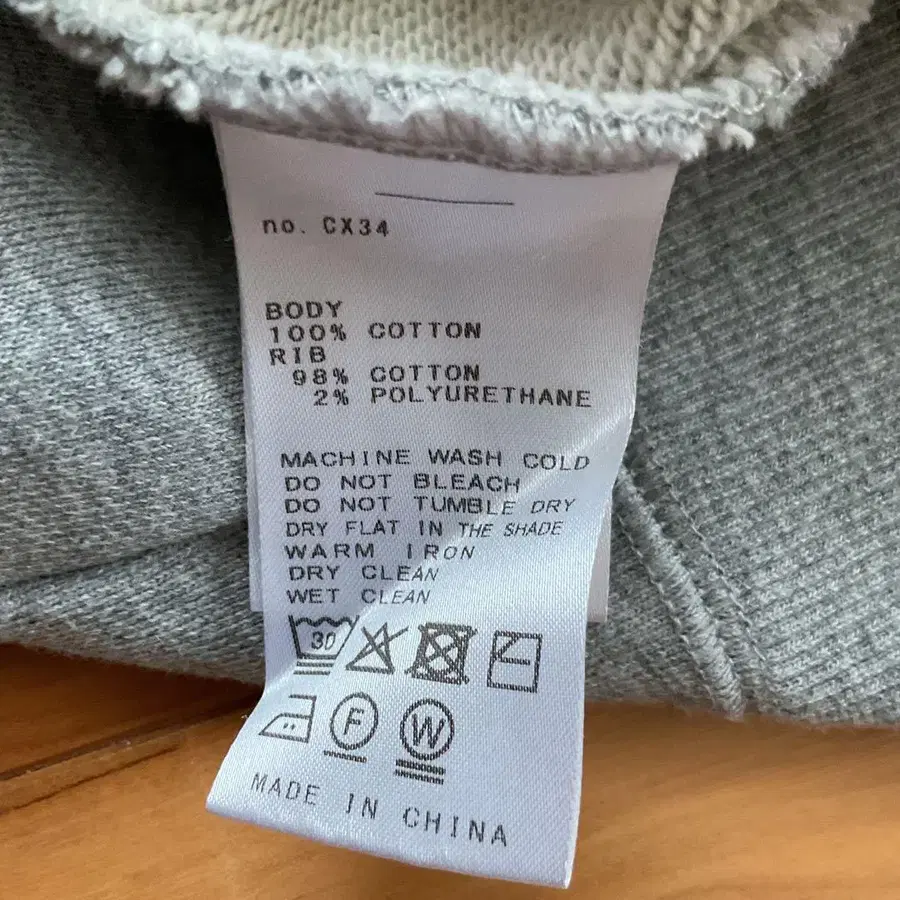 no. CX34
BODY
100% COTTON
RIB
98% COTTON
2% POLYURETHANE
MACHINE WASH COLD
DO NOT BLEACH
DO NOT TUMBLE DRY
DRY FLAT IN THE SHADE
WARM IRON
DRY CLEAN
WET CLEAN
30
F W
MADE IN CHINA